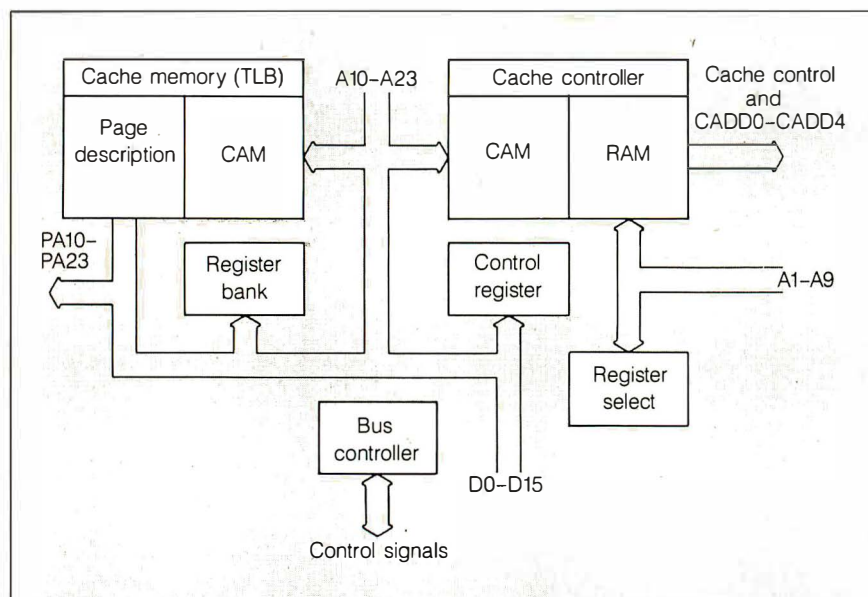 Cache memory (TLB)
Page
description
CAM
A10–A23
Cache controller
CAM
RAM
Cache control
and
CADD0–CADD4
PA10–
PA23
Register
bank
Control
register
A1–A9
Register
select
Bus
controller
D0–D15
Control signals